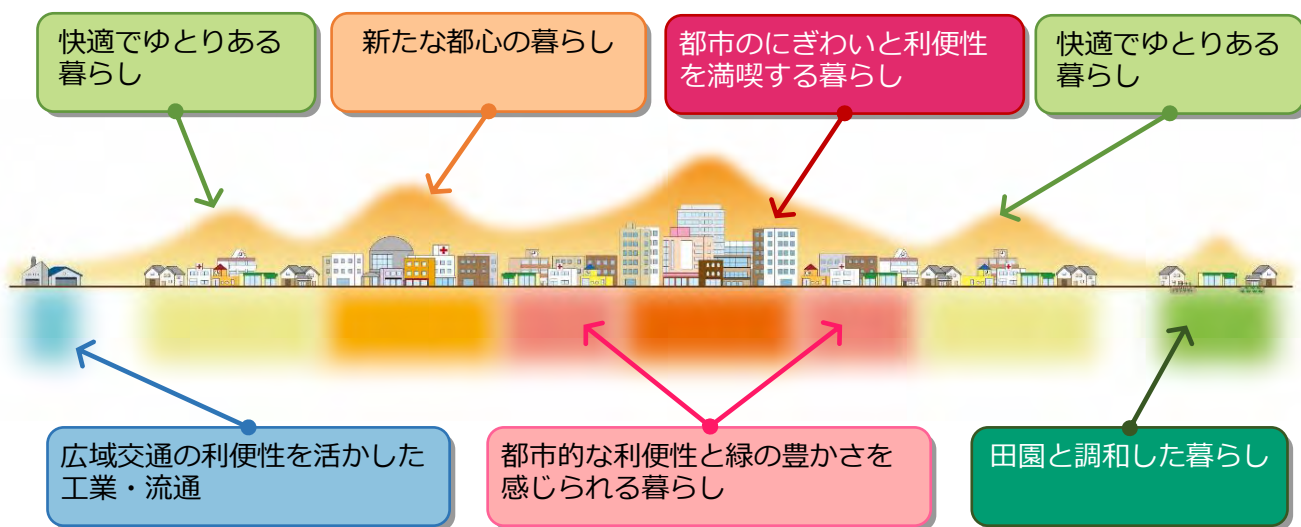 快適でゆとりある
暮らし
新たな都心の暮らし
都市のにぎわいと利便性
を満喫する暮らし
快適でゆとりある
暮らし
広域交通の利便性を活かした
工業・流通
都市的な利便性と緑の豊かさを
感じられる暮らし
田園と調和した暮らし